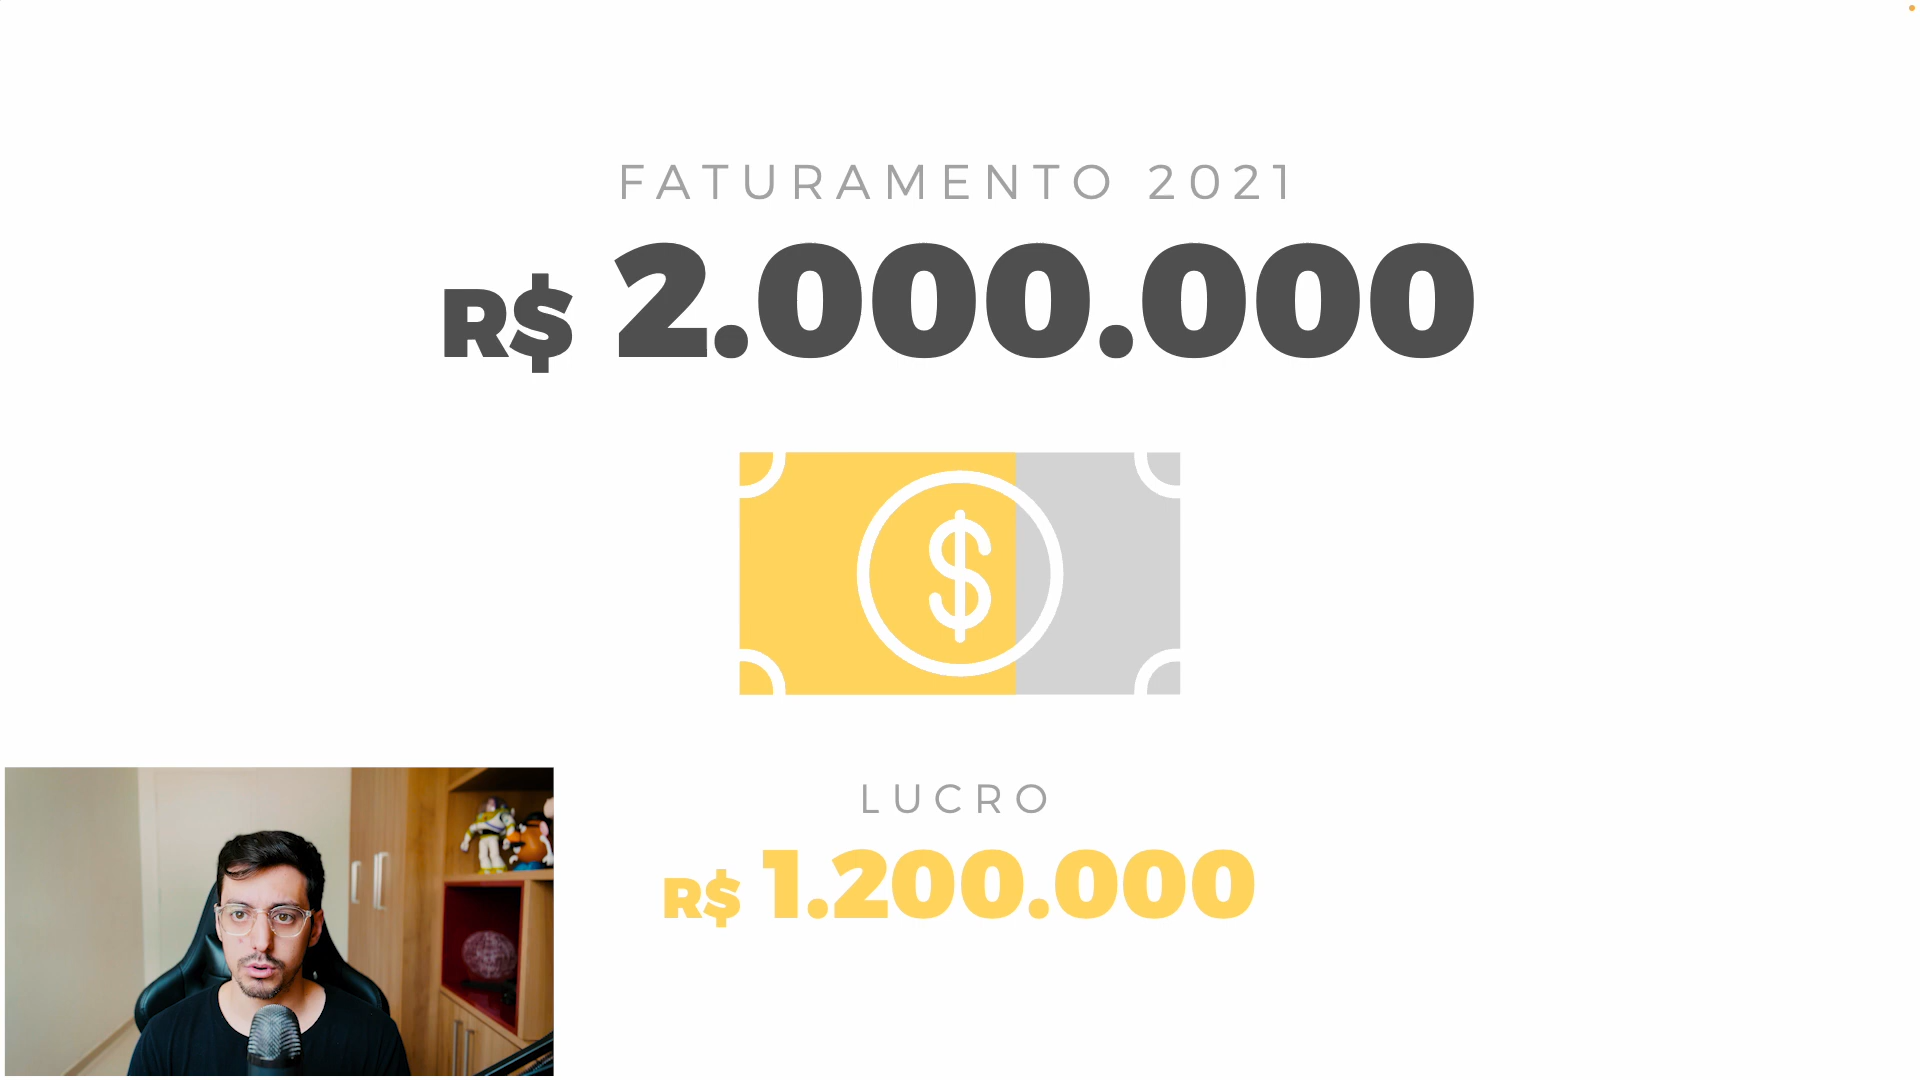 FATURAMENTO 2021
R$ 2.000.000
$
LUCRO
R$ 1.200.000